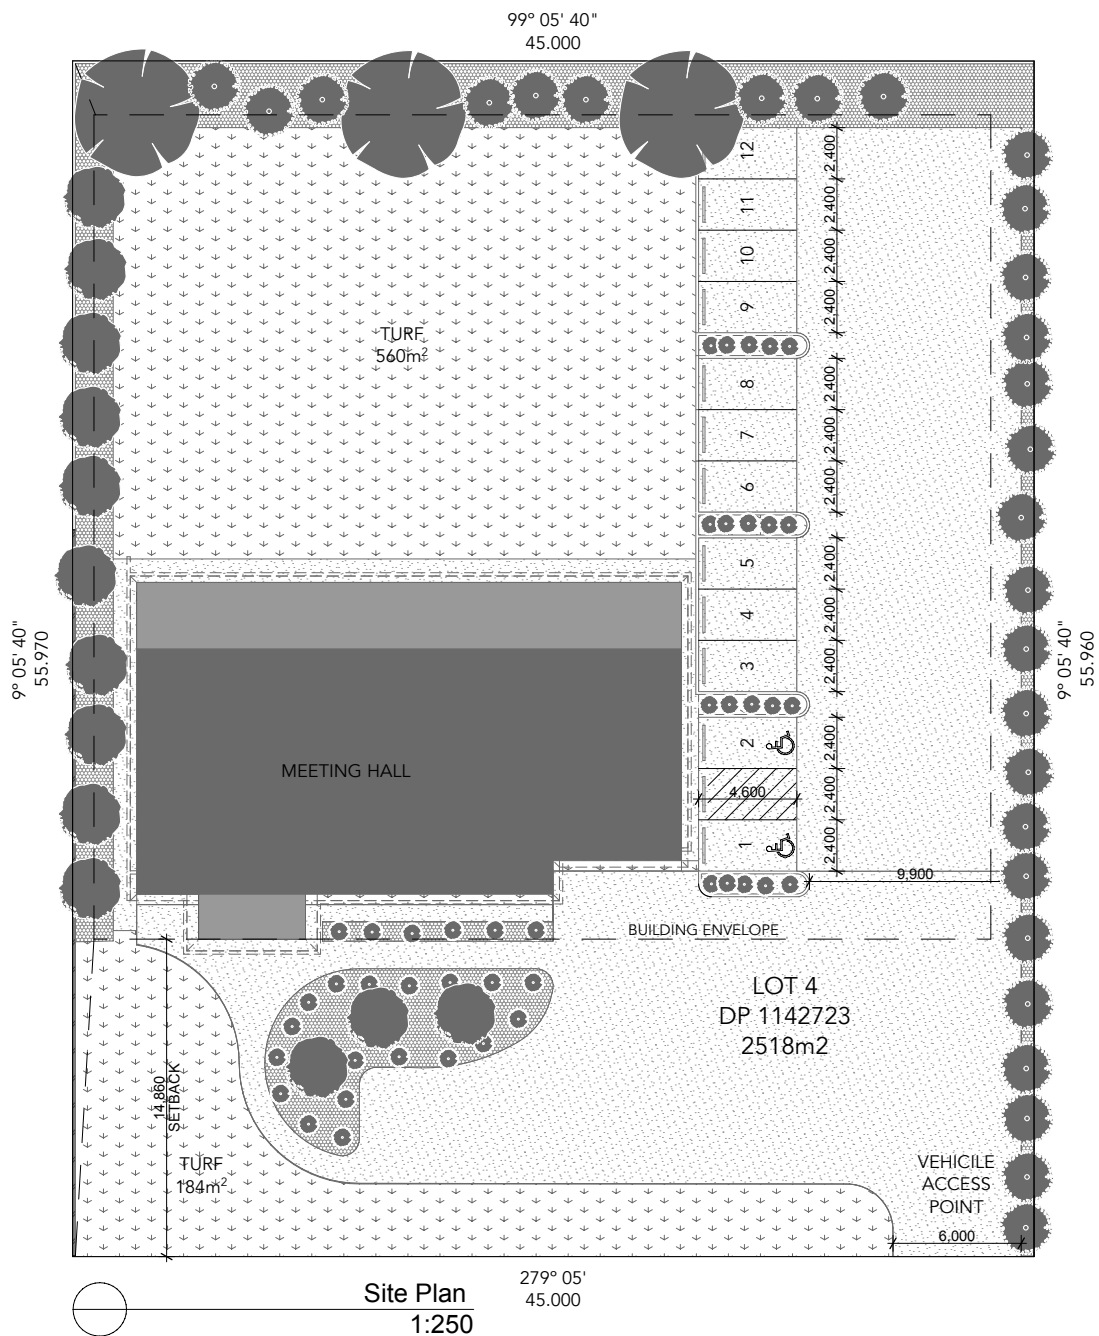 99° 05' 40"
45.000
12
2.400
11
2.400
10
2.400
9
2.400
TURF
560m²
8
2.400
7
2.400
6
2.400
5
2.400
4
2.400
3
2.400
9° 05' 40"
55.970
9° 05' 40"
55.960
2
2.400
MEETING HALL
4.600
2.400
1
2.400
9,900
BUILDING ENVELOPE
LOT 4
DP 1142723
2518m2
14.860
SETBACK
TURF
184m²
VEHICILE
ACCESS
POINT
6,000
279° 05'
45.000
Site Plan
1:250